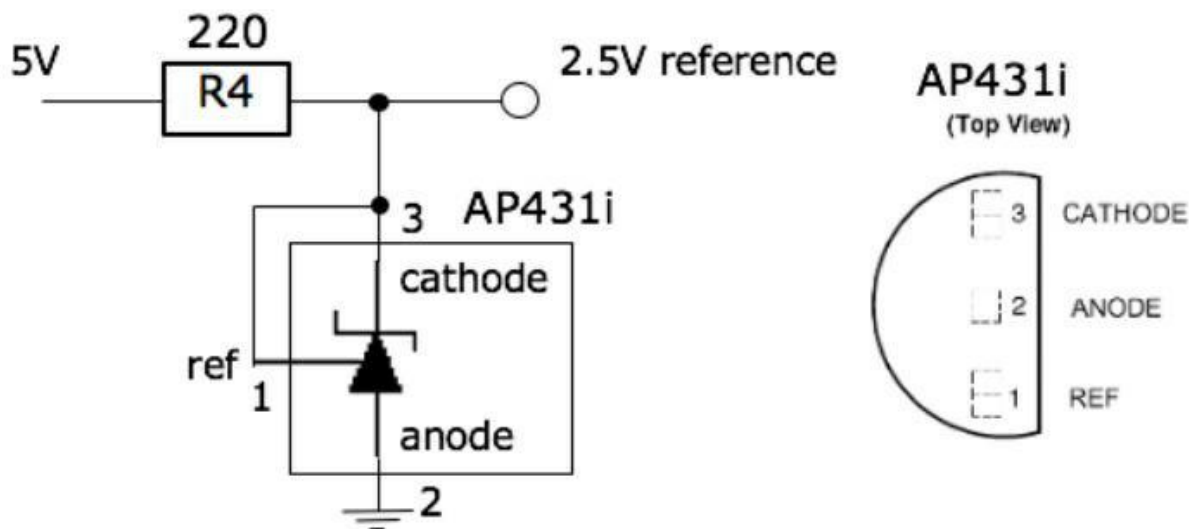 220
5V
R4
2.5V reference
3
AP431i
cathode
ref
1
anode
2
AP431i
(Top View)
3 CATHODE
2 ANODE
1 REF